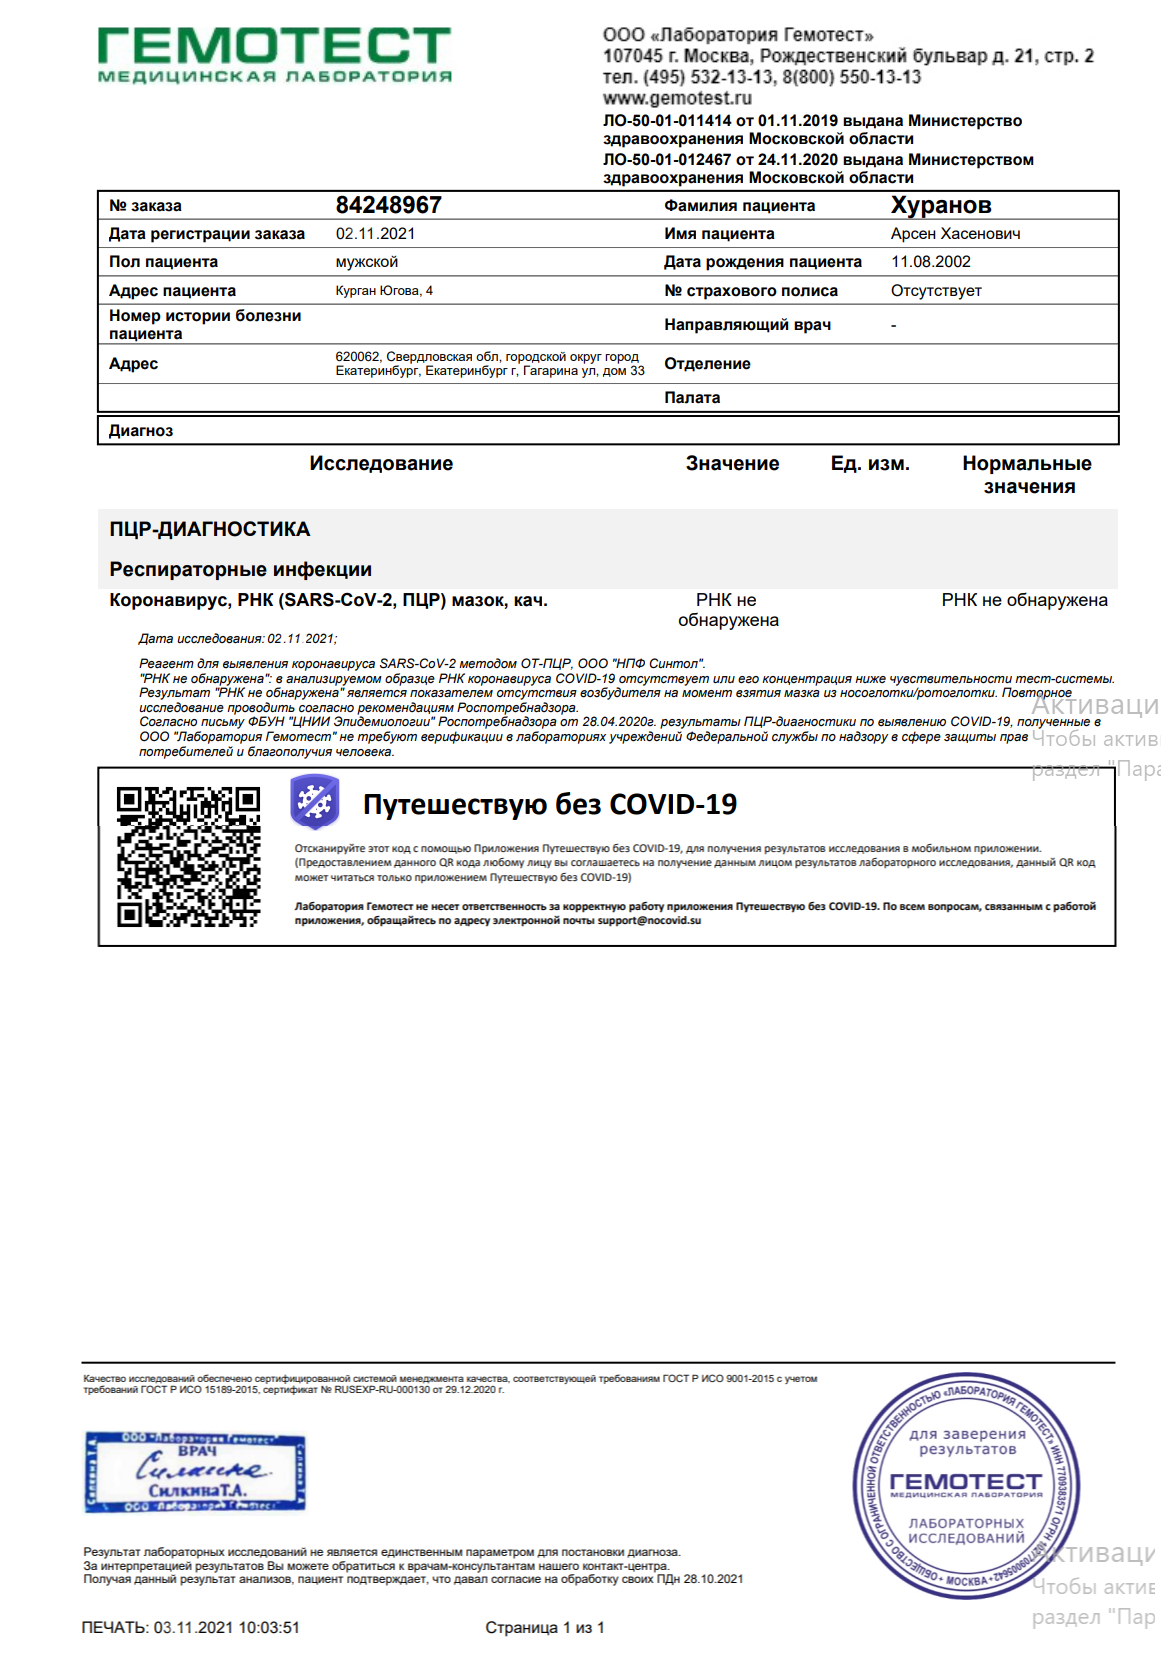 ГЕМОТЕСТ
МЕДИЦИНСКАЯ ЛАБОРАТОРИЯ
ООО «Лаборатория Гемотест»
107045 г. Москва, Рождественский бульвар д. 21, стр. 2
тел. (495) 532-13-13, 8(800) 550-13-13
www.gemotest.ru
ЛО-50-01-011414 от 01.11.2019 выдана Министерство
здравоохранения Московской области
ЛО-50-01-012467 от 24.11.2020 выдана Министерством
здравоохранения Московской области
№ заказа 84248967 Фамилия пациента Хуранов
Дата регистрации заказа 02.11.2021 Имя пациента Арсен Хасенович
Пол пациента мужской Дата рождения пациента 11.08.2002
Адрес пациента Курган Югова, 4 № страхового полиса Отсутствует
Номер истории болезни
пациента Направляющий врач -
Адрес 620062, Свердловская обл, городской округ город
Екатеринбург, Екатеринбург г, Гагарина ул, дом 33 Отделение
Палата
Диагноз
Исследование Значение Ед. изм. Нормальные
значения
ПЦР-ДИАГНОСТИКА
Респираторные инфекции
Коронавирус, РНК (SARS-CoV-2, ПЦР) мазок, кач. РНК не РНК не обнаружена
обнаружена
Дата исследования: 02.11.2021;
Реагент для выявления коронавируса SARS-CoV-2 методом ОТ-ПЦР, ООО "НПФ Синтол".
"РНК не обнаружена": в анализируемом образце РНК коронавируса COVID-19 отсутствует или его концентрация ниже чувствительности тест-системы.
Результат "РНК не обнаружена" является показателем отсутствия возбудителя на момент взятия мазка из носоглотки/ротоглотки. Повторное
исследование проводить согласно рекомендациям Роспотребнадзора.
Согласно письму ФБУН "ЦНИИ Эпидемиологии" Роспотребнадзора от 28.04.2020г. результаты ПЦР-диагностики по выявлению COVID-19, полученные в
ООО "Лаборатория Гемотест" не требуют верификации в лабораториях учреждений Федеральной службы по надзору в сфере защиты прав
потребителей и благополучия человека.
Активаци
Чтобы актив
раздел "Пара
Путешествую без COVID-19
Отсканируйте этот код с помощью Приложения Путешествую без COVID-19, для получения результатов исследования в мобильном приложении.
(Предоставлением данного QR кода любому лицу вы соглашаетесь на получение данным лицом результатов лабораторного исследования, данный QR код
может читаться только приложением Путешествую без COVID-19)
Лаборатория Гемотест не несет ответственность за корректную работу приложения Путешествую без COVID-19. По всем вопросам, связанным с работой
приложения, обращайтесь по адресу электронной почты support@nocovid.su
Качество исследований обеспечено сертифицированной системой менеджмента качества, соответствующей требованиям ГОСТ Р ИСО 9001-2015 с учетом
требований ГОСТ Р ИСО 15189-2015, сертификат № RUSEXP-RU-000130 от 29.12.2020 г.
ООО "Лаборатория Гемотест"
Силкина Т.А.
ВРАЧ
Силкина
Силкина Т.А.
Силкина Т.А.
ООО "Лаборатория Гемотест"
ОБЩЕСТВО С ОГРАНИЧЕННОЙ ОТВЕТСТВЕННОСТЬЮ «ЛАБОРАТОРИЯ ГЕМОТЕСТ» ИНН 7709383571 ОГРН 1027709005642 * МОСКВА *
для заверения
результатов
ГЕМОТЕСТ
МЕДИЦИНСКАЯ ЛАБОРАТОРИЯ
ЛАБОРАТОРНЫХ
ИССЛЕДОВАНИЙ
Результат лабораторных исследований не является единственным параметром для постановки диагноза.
За интерпретацией результатов Вы можете обратиться к врачам-консультантам нашего контакт-центра.
Получая данный результат анализов, пациент подтверждает, что давал согласие на обработку своих ПДн 28.10.2021
Активаци
Чтобы актив
раздел "Пар
ПЕЧАТЬ: 03.11.2021 10:03:51 Страница 1 из 1